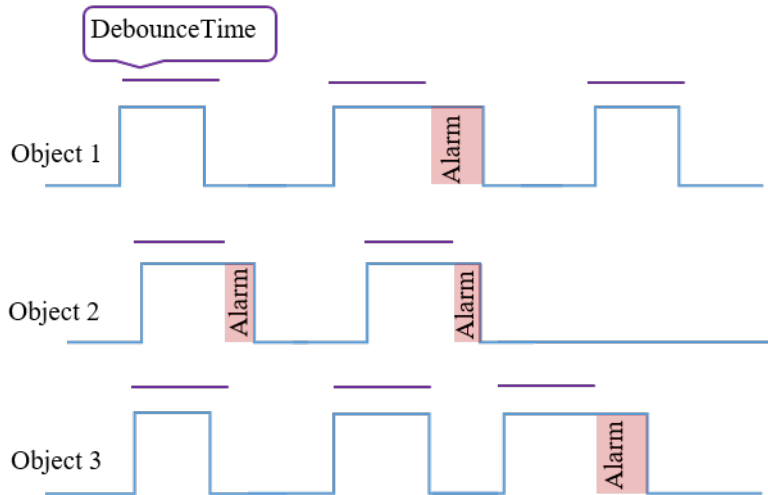 DebounceTime
Object 1
Alarm
Object 2
Alarm
Alarm
Object 3
Alarm